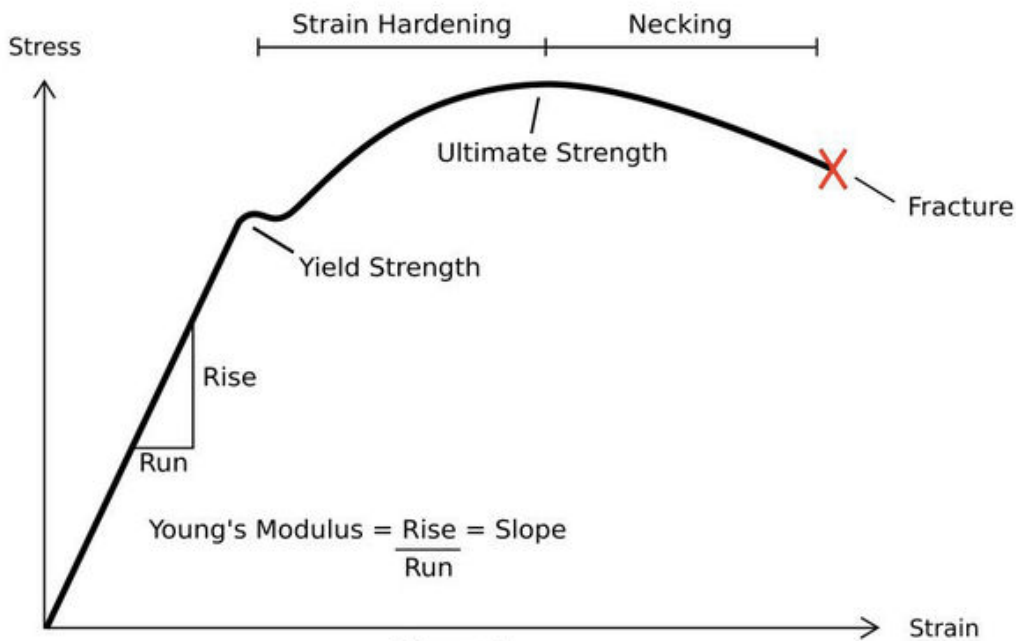 Strain Hardening
Necking
Stress
Ultimate Strength
Fracture
Yield Strength
Rise
Run
Young's Modulus = Rise = Slope
Run
Strain